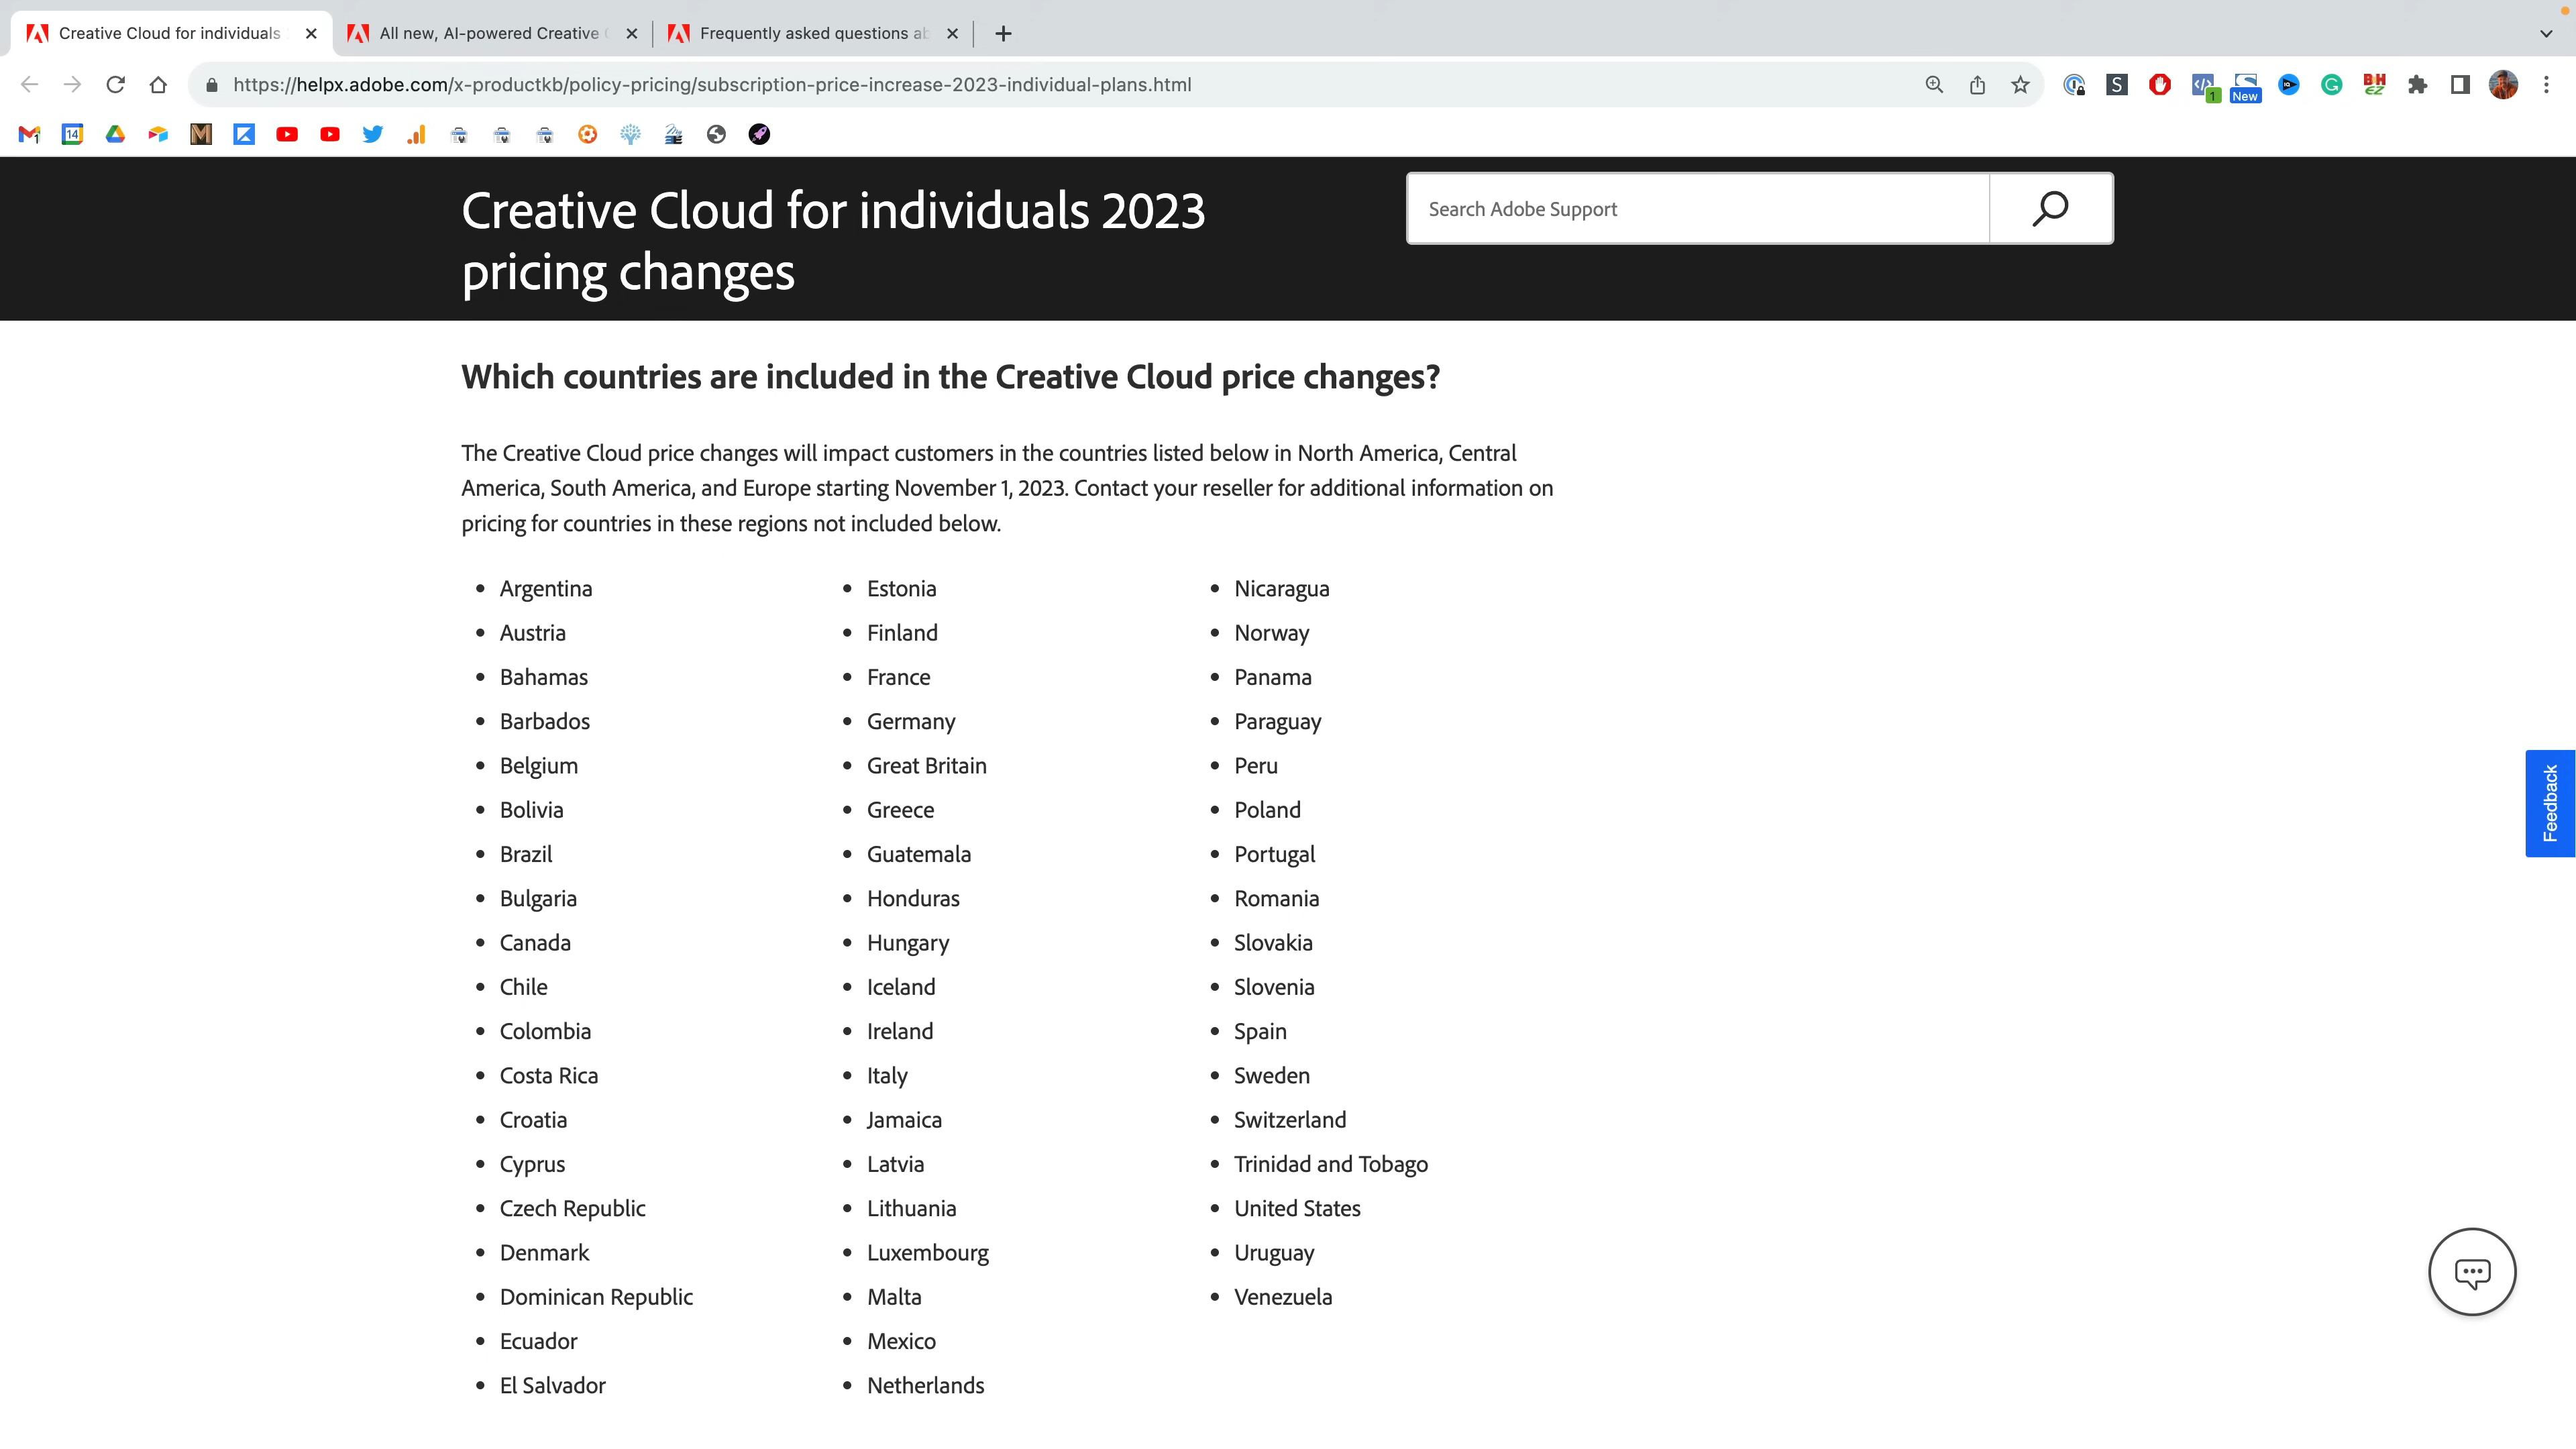 Creative Cloud for individuals
All new, AI-powered Creative
Frequently asked questions ab
https://helpx.adobe.com/x-productkb/policy-pricing/subscription-price-increase-2023-individual-plans.html
S
1
New
G
BH
EZ
14
M
Creative Cloud for individuals 2023
pricing changes
Search Adobe Support
Which countries are included in the Creative Cloud price changes?
The Creative Cloud price changes will impact customers in the countries listed below in North America, Central
America, South America, and Europe starting November 1, 2023. Contact your reseller for additional information on
pricing for countries in these regions not included below.
Argentina
Austria
Bahamas
Barbados
Belgium
Bolivia
Brazil
Bulgaria
Canada
Chile
Colombia
Costa Rica
Croatia
Cyprus
Czech Republic
Denmark
Dominican Republic
Ecuador
El Salvador
Estonia
Finland
France
Germany
Great Britain
Greece
Guatemala
Honduras
Hungary
Iceland
Ireland
Italy
Jamaica
Latvia
Lithuania
Luxembourg
Malta
Mexico
Netherlands
Nicaragua
Norway
Panama
Paraguay
Peru
Poland
Portugal
Romania
Slovakia
Slovenia
Spain
Sweden
Switzerland
Trinidad and Tobago
United States
Uruguay
Venezuela
Feedback